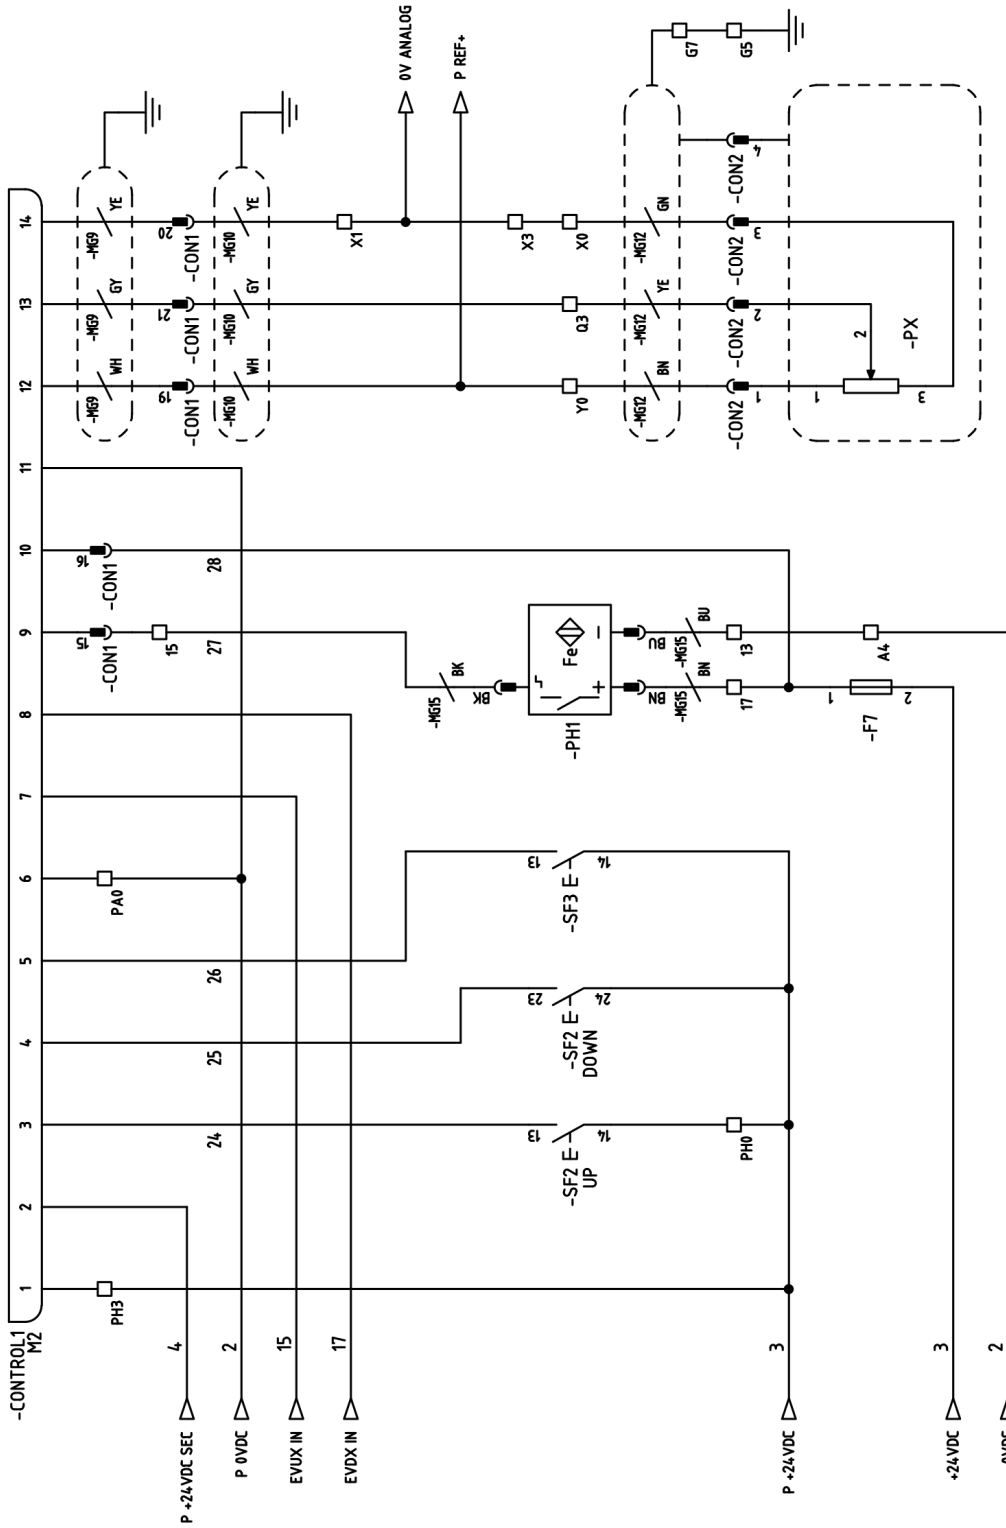 -CONTROL1
M2
1
2
3
4
5
6
7
8
9
10
11
12
13
14
PH3
PA0
15
-CON1
15
16
-CON1
-MG9
WH
-MG9
GY
-MG9
YE
19
-CON1
21
-CON1
20
-CON1
-MG10
WH
-MG10
GY
-MG10
YE
P +24VDC SEC
4
P 0VDC
2
EVUX IN
15
EVDX IN
17
24
25
26
27
28
X1
0V ANALOG
P REF+
-MG15
BK
BK
-SF2
UP
13
14
-SF2
DOWN
23
24
-SF3
13
14
-PH1
Fe
+
–
BN
BU
-MG15
BN
-MG15
BU
17
13
X3
X0
Q3
Y0
-MG12
BN
-MG12
YE
-MG12
GN
G7
G5
-CON2
1
-CON2
2
-CON2
3
-CON2
4
PH0
P +24VDC
3
-F7
1
2
A4
1
2
3
-PX
+24VDC
3
0VDC
2